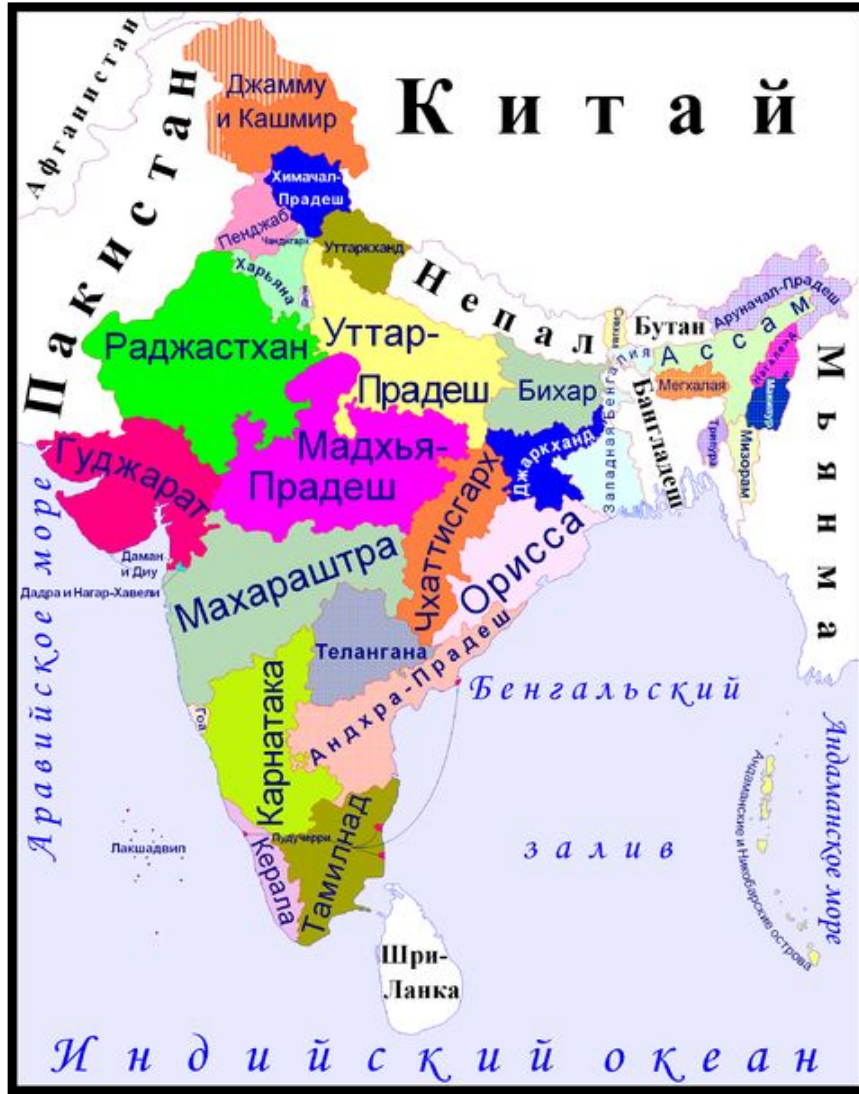 Афганистан
Пакистан
Китай
Джамму
и Кашмир
Химачал-
Прадеш
Пенджаб
Чандигарх
Уттаркханд
Харьяна
Дели
Непал
Раджастхан
Уттар-
Прадеш
Сикким
Бутан
Аруначал-Прадеш
Ассам
Нагаленд
Мегхалая
Манипур
Мьянма
Бихар
Западная Бенгалия
Бангладеш
Трипура
Мизорам
Гуджарат
Мадхья-
Прадеш
Джаркханд
Чхаттисгарх
Орисса
Даман
и Диу
Дадра и Нагар-Хавели
Махараштра
Телангана
Андхра-Прадеш
Аравийское море
Гоа
Карнатака
Бенгальский
залив
Андаманские и Никобарские острова
Андаманское море
Лакшадвип
Пудучерри
Керала
Тамилнад
Шри-
Ланка
Индийский океан